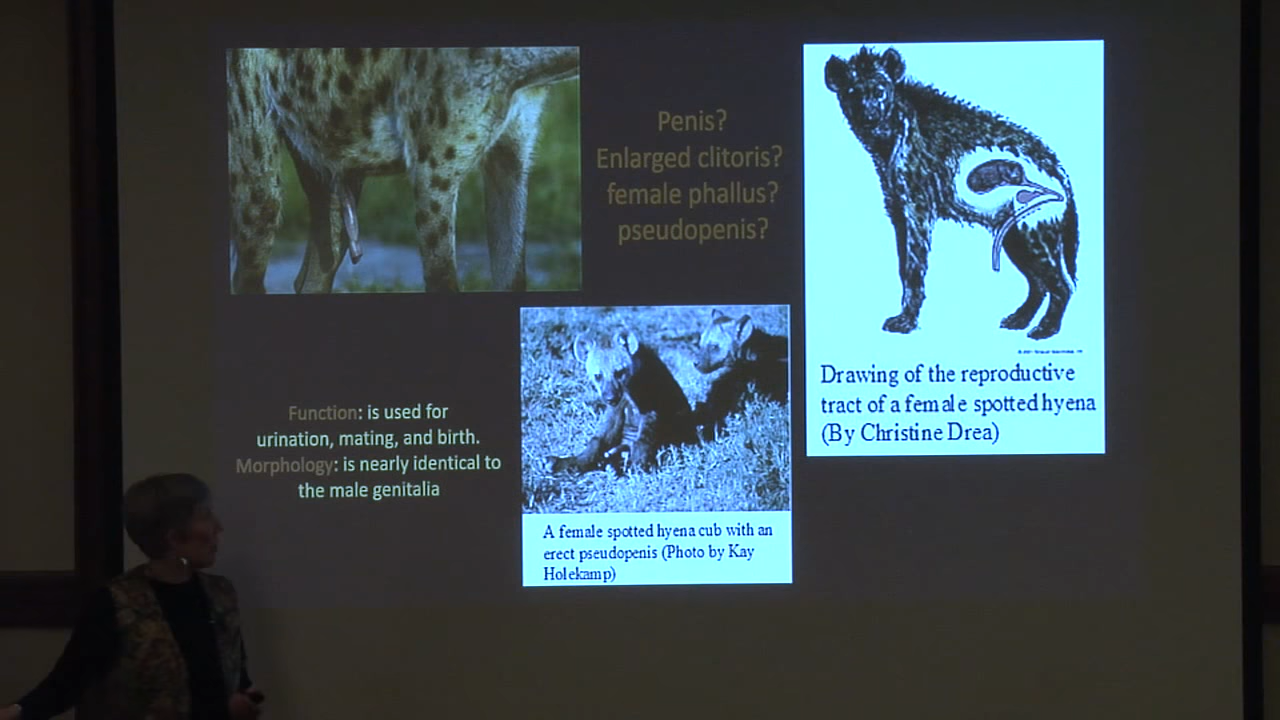 Penis?
Enlarged clitoris?
female phallus?
pseudopenis?
Function: is used for
urination, mating, and birth.
Morphology: is nearly identical to
the male genitalia
A female spotted hyena cub with an
erect pseudopenis (Photo by Kay
Holekamp)
Drawing of the reproductive
tract of a female spotted hyena
(By Christine Drea)